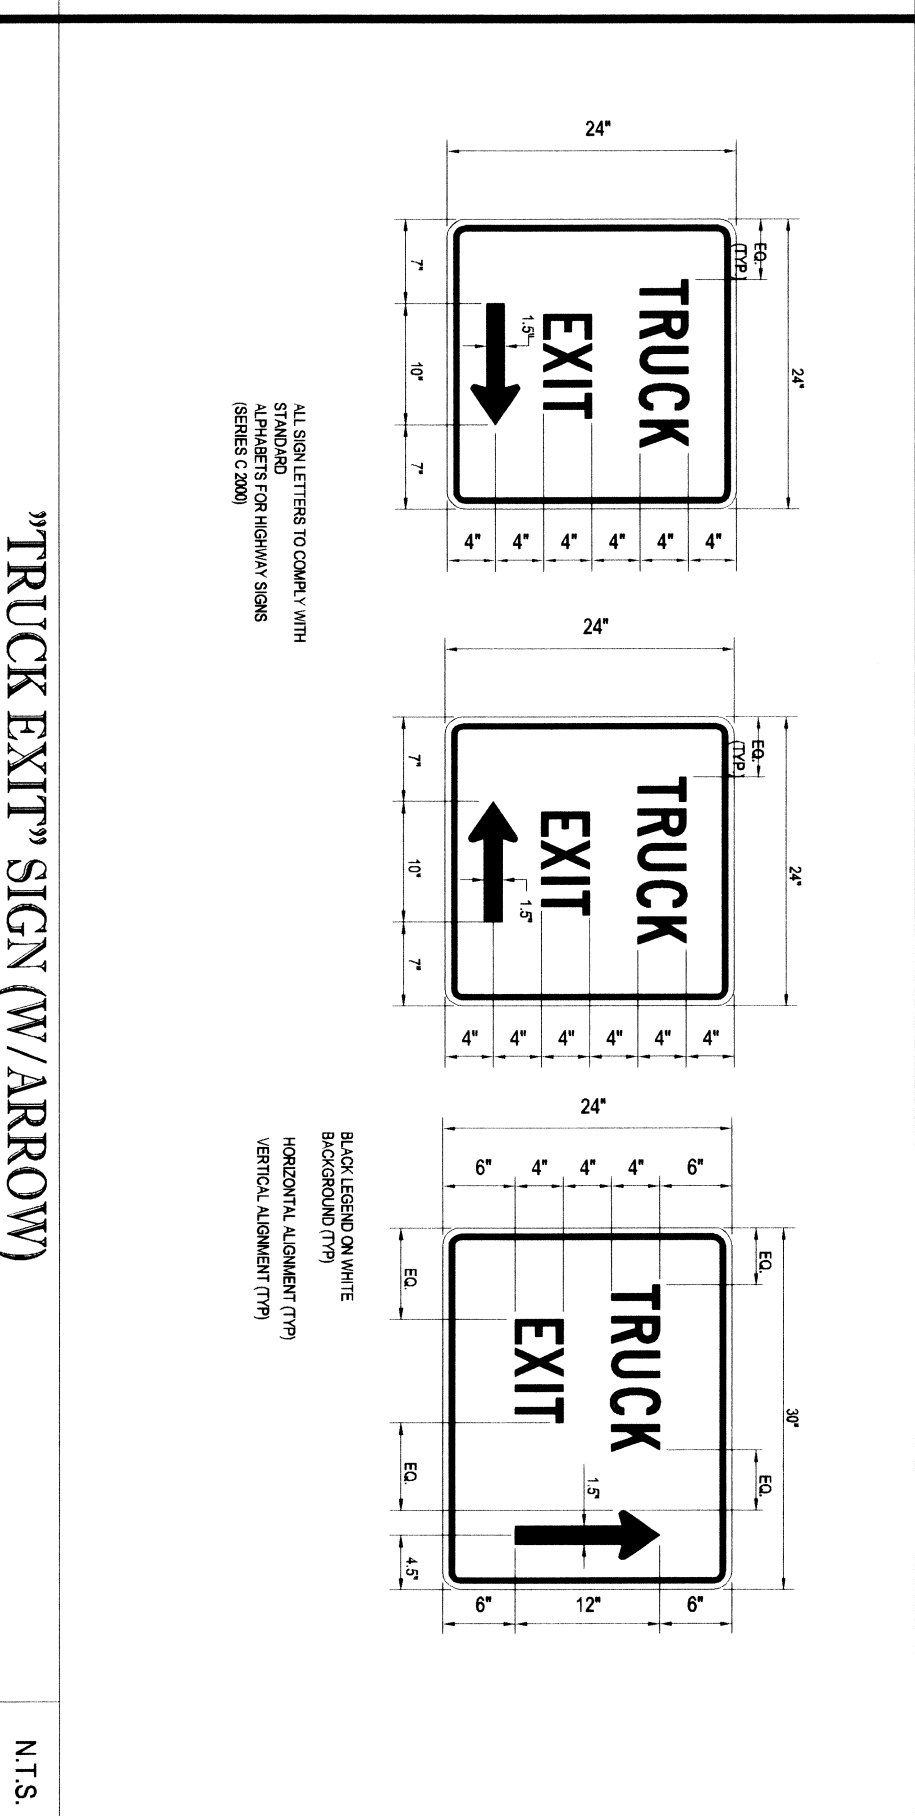 24"
24"
EQ.
(TYP.)
TRUCK
EXIT
1.5"
7"
10"
7"
4"
4"
4"
4"
4"
4"
24"
24"
EQ.
(TYP.)
TRUCK
EXIT
1.5"
7"
10"
7"
4"
4"
4"
4"
4"
4"
24"
30"
6"
4"
4"
4"
6"
EQ.
EQ.
TRUCK
EXIT
1.5"
EQ.
EQ.
4.5"
6"
12"
6"
ALL SIGN LETTERS TO COMPLY WITH
STANDARD
ALPHABETS FOR HIGHWAY SIGNS
(SERIES C 2000)
BLACK LEGEND ON WHITE
BACKGROUND (TYP)
HORIZONTAL ALIGNMENT (TYP)
VERTICAL ALIGNMENT (TYP)
"TRUCK EXIT" SIGN (W/ARROW)
N.T.S.